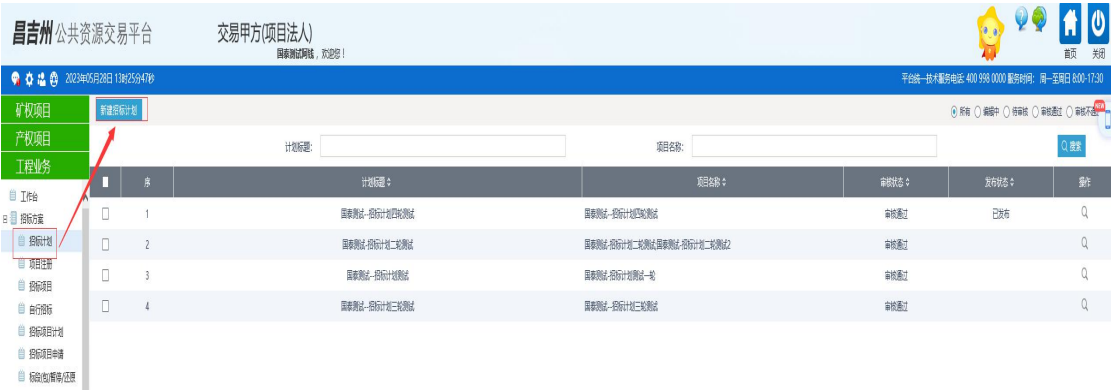 昌吉州公共资源交易平台
交易甲方(项目法人)
国泰测试阿钱，欢迎您！
首页 关闭
2023年05月28日 13时25分47秒
平台统一技术服务电话: 400 998 0000 服务时间: 周一至周日 8:00-17:30
矿权项目
产权项目
工程业务
工作台
招标方案
招标计划
项目注册
招标项目
自行招标
招标项目计划
招标项目申请
标段(包)暂停/还原
新建招标计划
所有 编辑中 待审核 审核通过 审核不通
NEW
计划标题: 项目名称: 搜索
序 计划标题 项目名称 审核状态 发布状态 操作
1 国泰测试--招标计划四轮测试 国泰测试--招标计划四轮测试 审核通过 已发布
2 国泰测试-招标计划二轮测试 国泰测试-招标计划二轮测试;国泰测试-招标计划二轮测试2 审核通过
3 国泰测试--招标计划测试 国泰测试-招标计划测试一轮 审核通过
4 国泰测试--招标计划三轮测试 国泰测试--招标计划三轮测试 审核通过